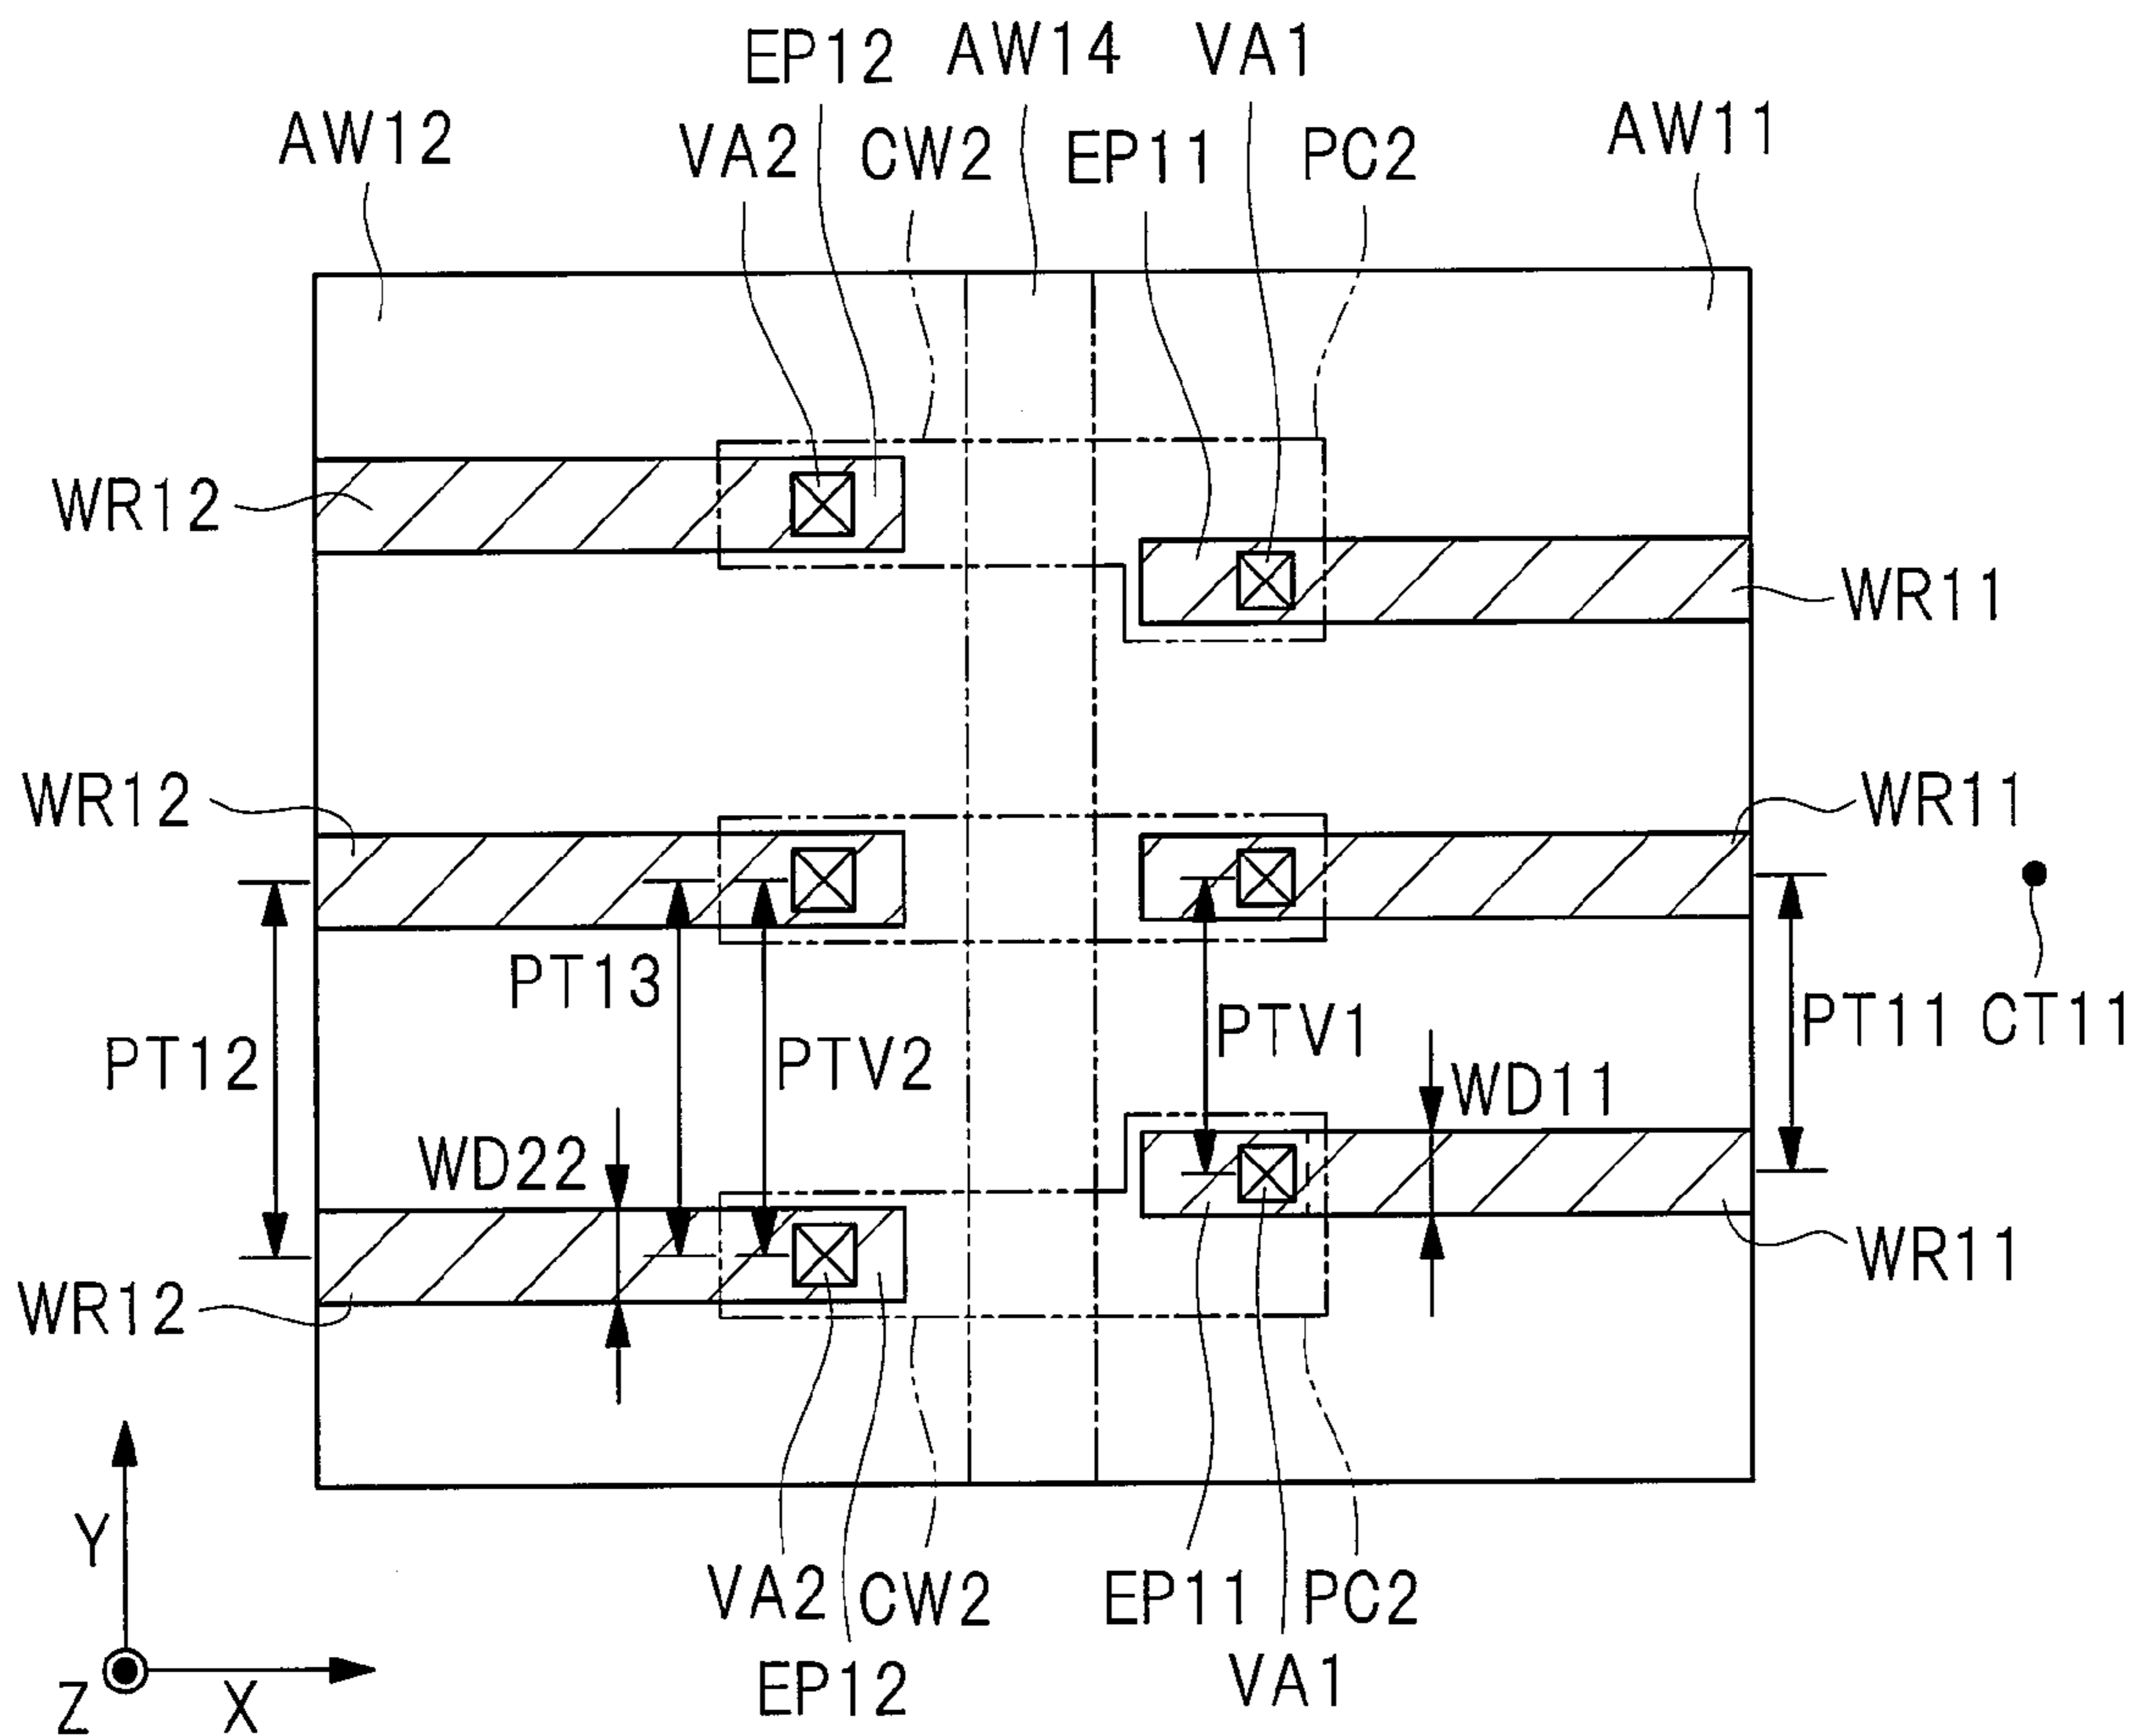 EP12 AW14 VA1
AW12 VA2 CW2 EP11 PC2 AW11
WR12
WR11
WR12 WR11
PT13
PT12 PTV2 PTV1 PT11 CT11
WD22 WD11
WR12 WR11
Y
VA2 CW2 EP11 PC2
Z X EP12 VA1